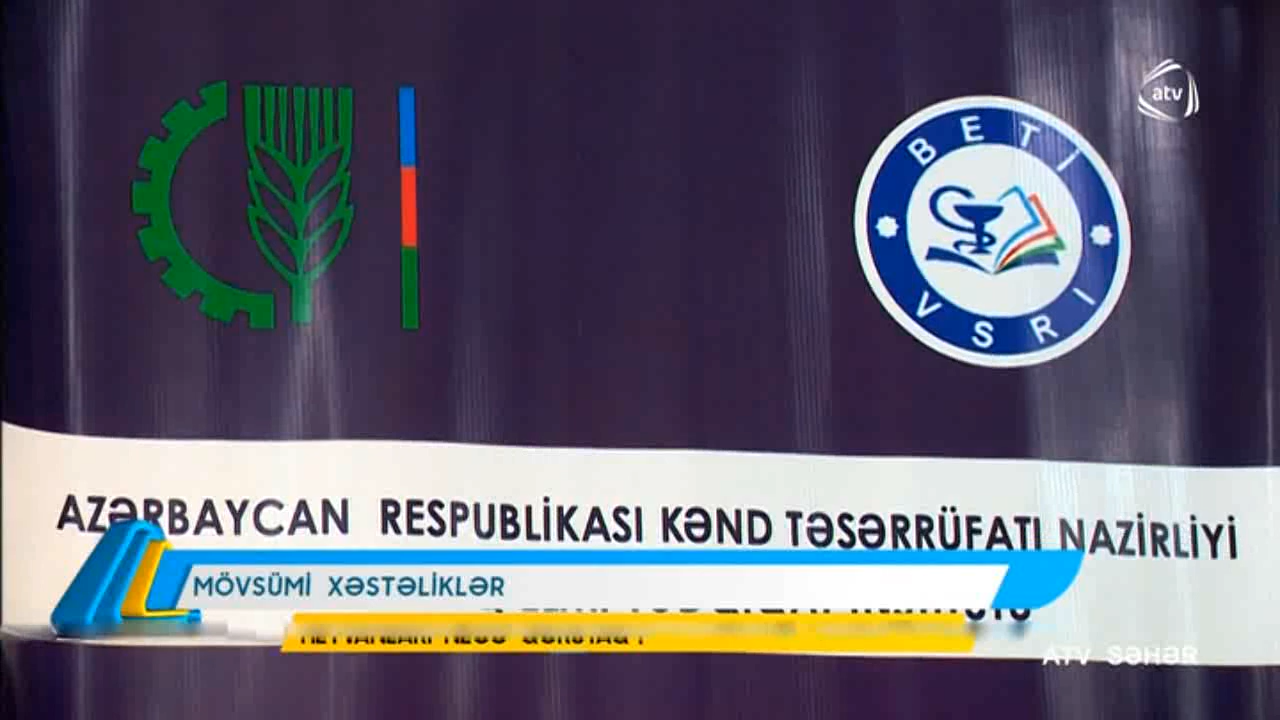 atv
BETİ
VSRI
AZƏRBAYCAN RESPUBLİKASI KƏND TƏSƏRRÜFATI NAZİRLİYİ
MÖVSÜMİ XƏSTƏLİKLƏR
ATV SƏHƏR